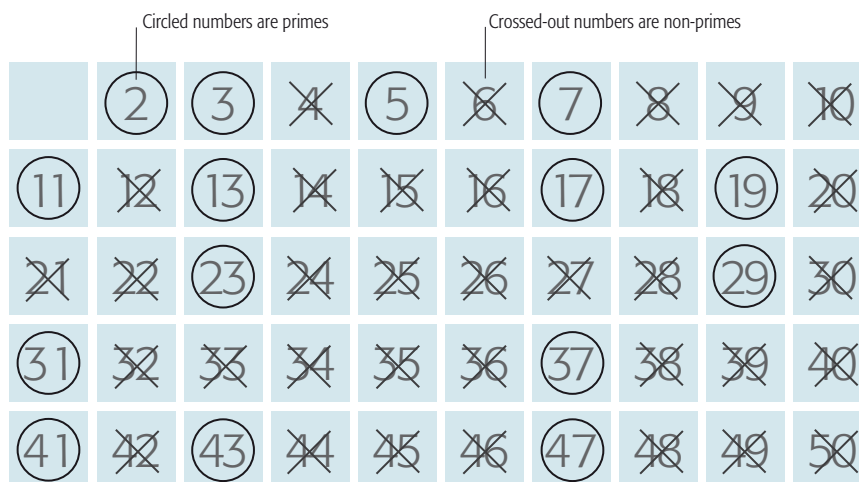 Circled numbers are primes
Crossed-out numbers are non-primes
2 3 4 5 6 7 8 9 10
11 12 13 14 15 16 17 18 19 20
21 22 23 24 25 26 27 28 29 30
31 32 33 34 35 36 37 38 39 40
41 42 43 44 45 46 47 48 49 50